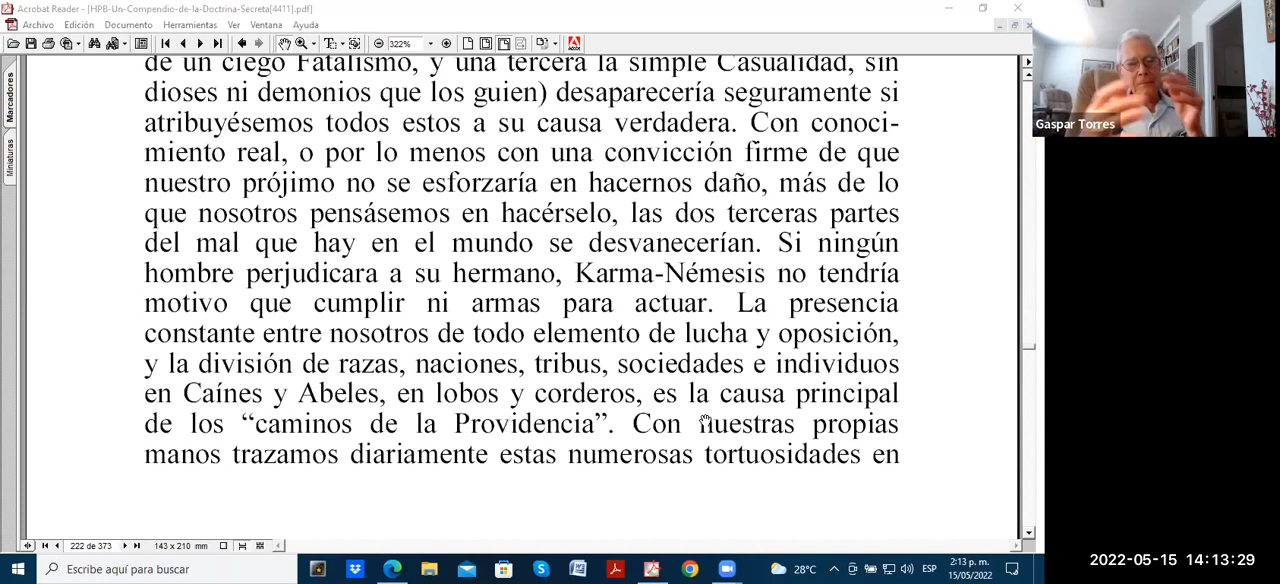 Acrobat Reader - [HPB-Un-Compendio-de-la-Doctrina-Secreta[4411].pdf]
Archivo Edición Documento Herramientas Ver Ventana Ayuda
322%
Marcadores
Miniaturas
de un ciego Fatalismo, y una tercera la simple Casualidad, sin
dioses ni demonios que los guien) desaparecería seguramente si
atribuyésemos todos estos a su causa verdadera. Con conoci-
miento real, o por lo menos con una convicción firme de que
nuestro prójimo no se esforzaría en hacernos daño, más de lo
que nosotros pensásemos en hacérselo, las dos terceras partes
del mal que hay en el mundo se desvanecerían. Si ningún
hombre perjudicara a su hermano, Karma-Némesis no tendría
motivo que cumplir ni armas para actuar. La presencia
constante entre nosotros de todo elemento de lucha y oposición,
y la división de razas, naciones, tribus, sociedades e individuos
en Caínes y Abeles, en lobos y corderos, es la causa principal
de los “caminos de la Providencia”. Con nuestras propias
manos trazamos diariamente estas numerosas tortuosidades en
222 de 373
143 x 210 mm
Gaspar Torres
Escribe aquí para buscar
28°C
ESP
2:13 p. m.
15/05/2022
2022-05-15 14:13:29